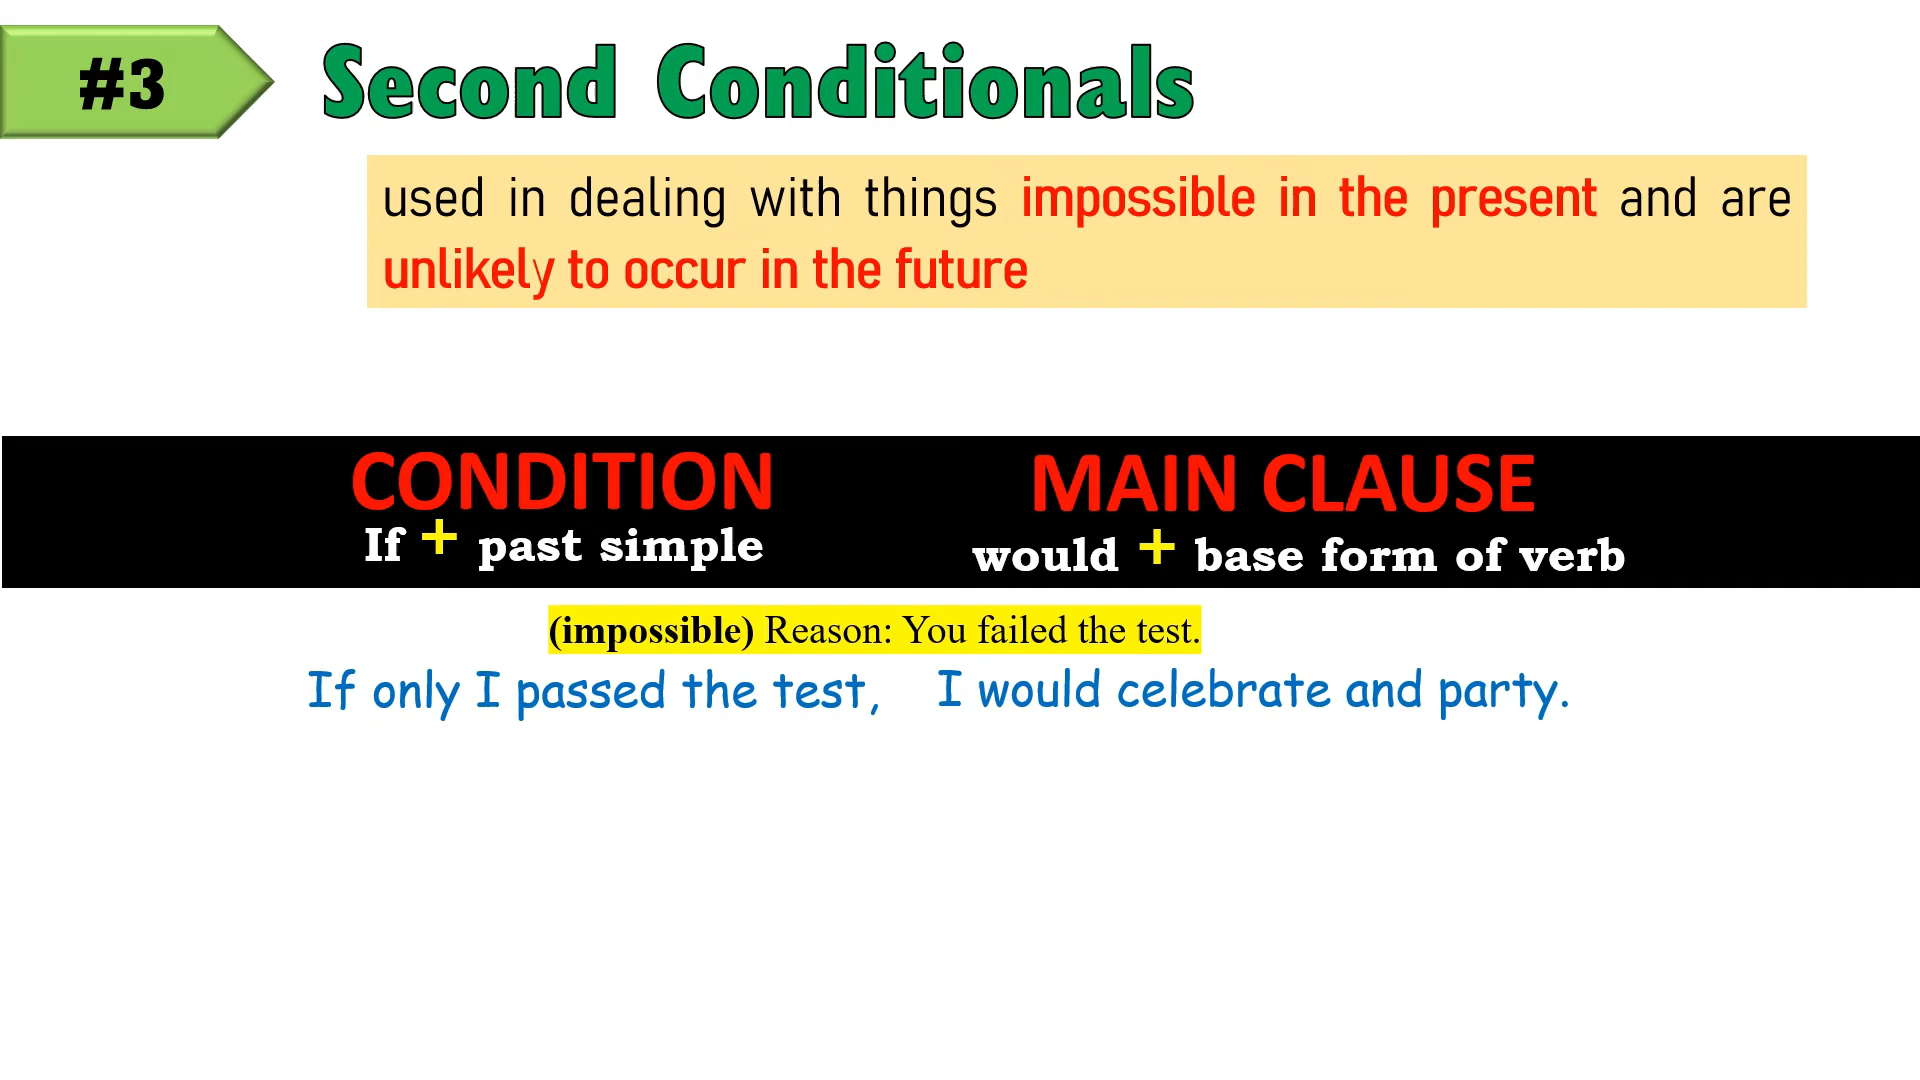 #3
Second Conditionals
used in dealing with things impossible in the present and are
unlikely to occur in the future
CONDITION
If + past simple
MAIN CLAUSE
would + base form of verb
(impossible) Reason: You failed the test.
If only I passed the test, I would celebrate and party.